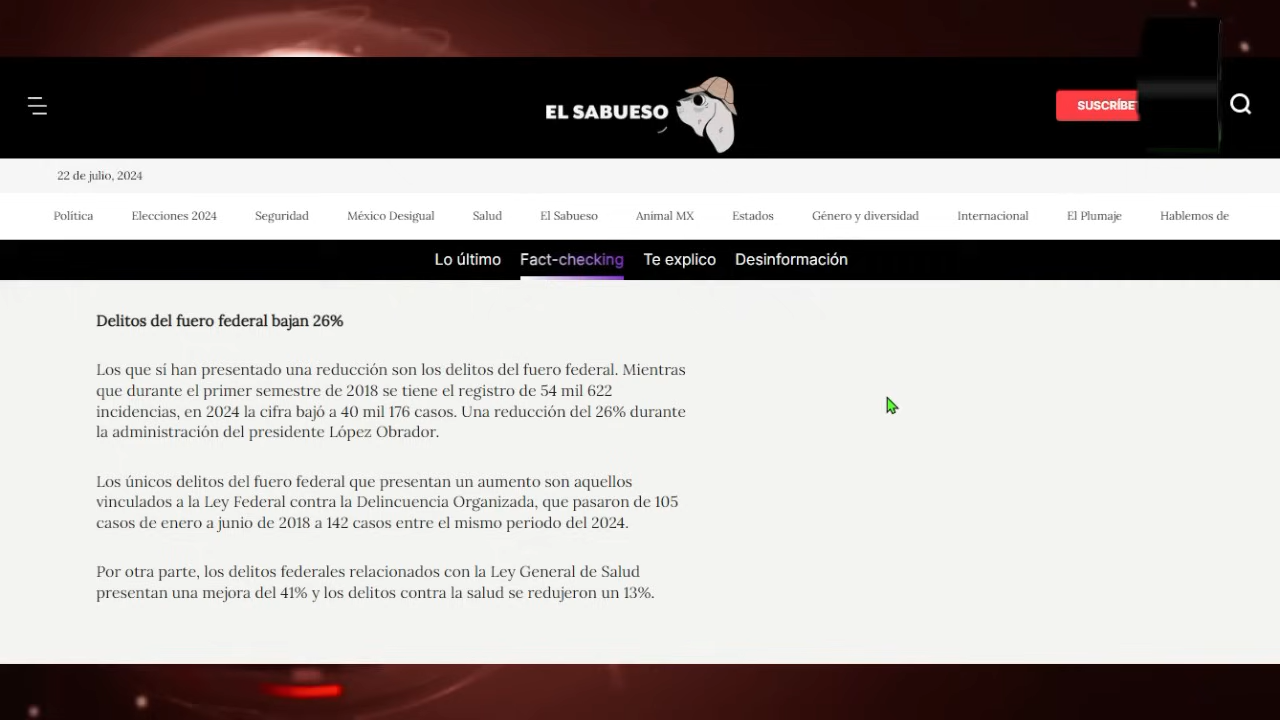 EL SABUESO
SUSCRÍBE
22 de julio, 2024
Política Elecciones 2024 Seguridad México Desigual Salud El Sabueso Animal MX Estados Género y diversidad Internacional El Plumaje Hablemos de
Lo último Fact-checking Te explico Desinformación
Delitos del fuero federal bajan 26%
Los que sí han presentado una reducción son los delitos del fuero federal. Mientras
que durante el primer semestre de 2018 se tiene el registro de 54 mil 622
incidencias, en 2024 la cifra bajó a 40 mil 176 casos. Una reducción del 26% durante
la administración del presidente López Obrador.
Los únicos delitos del fuero federal que presentan un aumento son aquellos
vinculados a la Ley Federal contra la Delincuencia Organizada, que pasaron de 105
casos de enero a junio de 2018 a 142 casos entre el mismo periodo del 2024.
Por otra parte, los delitos federales relacionados con la Ley General de Salud
presentan una mejora del 41% y los delitos contra la salud se redujeron un 13%.